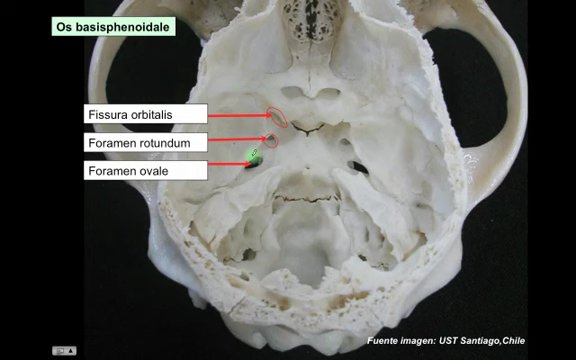 Os basisphenoidale
Fissura orbitalis
Foramen rotundum
Foramen ovale
Fuente imagen: UST Santiago,Chile